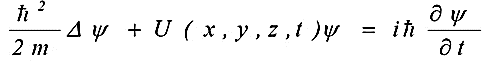 ħ²/2m Δψ + U(x,y,z,t)ψ = iħ ∂ψ/∂t